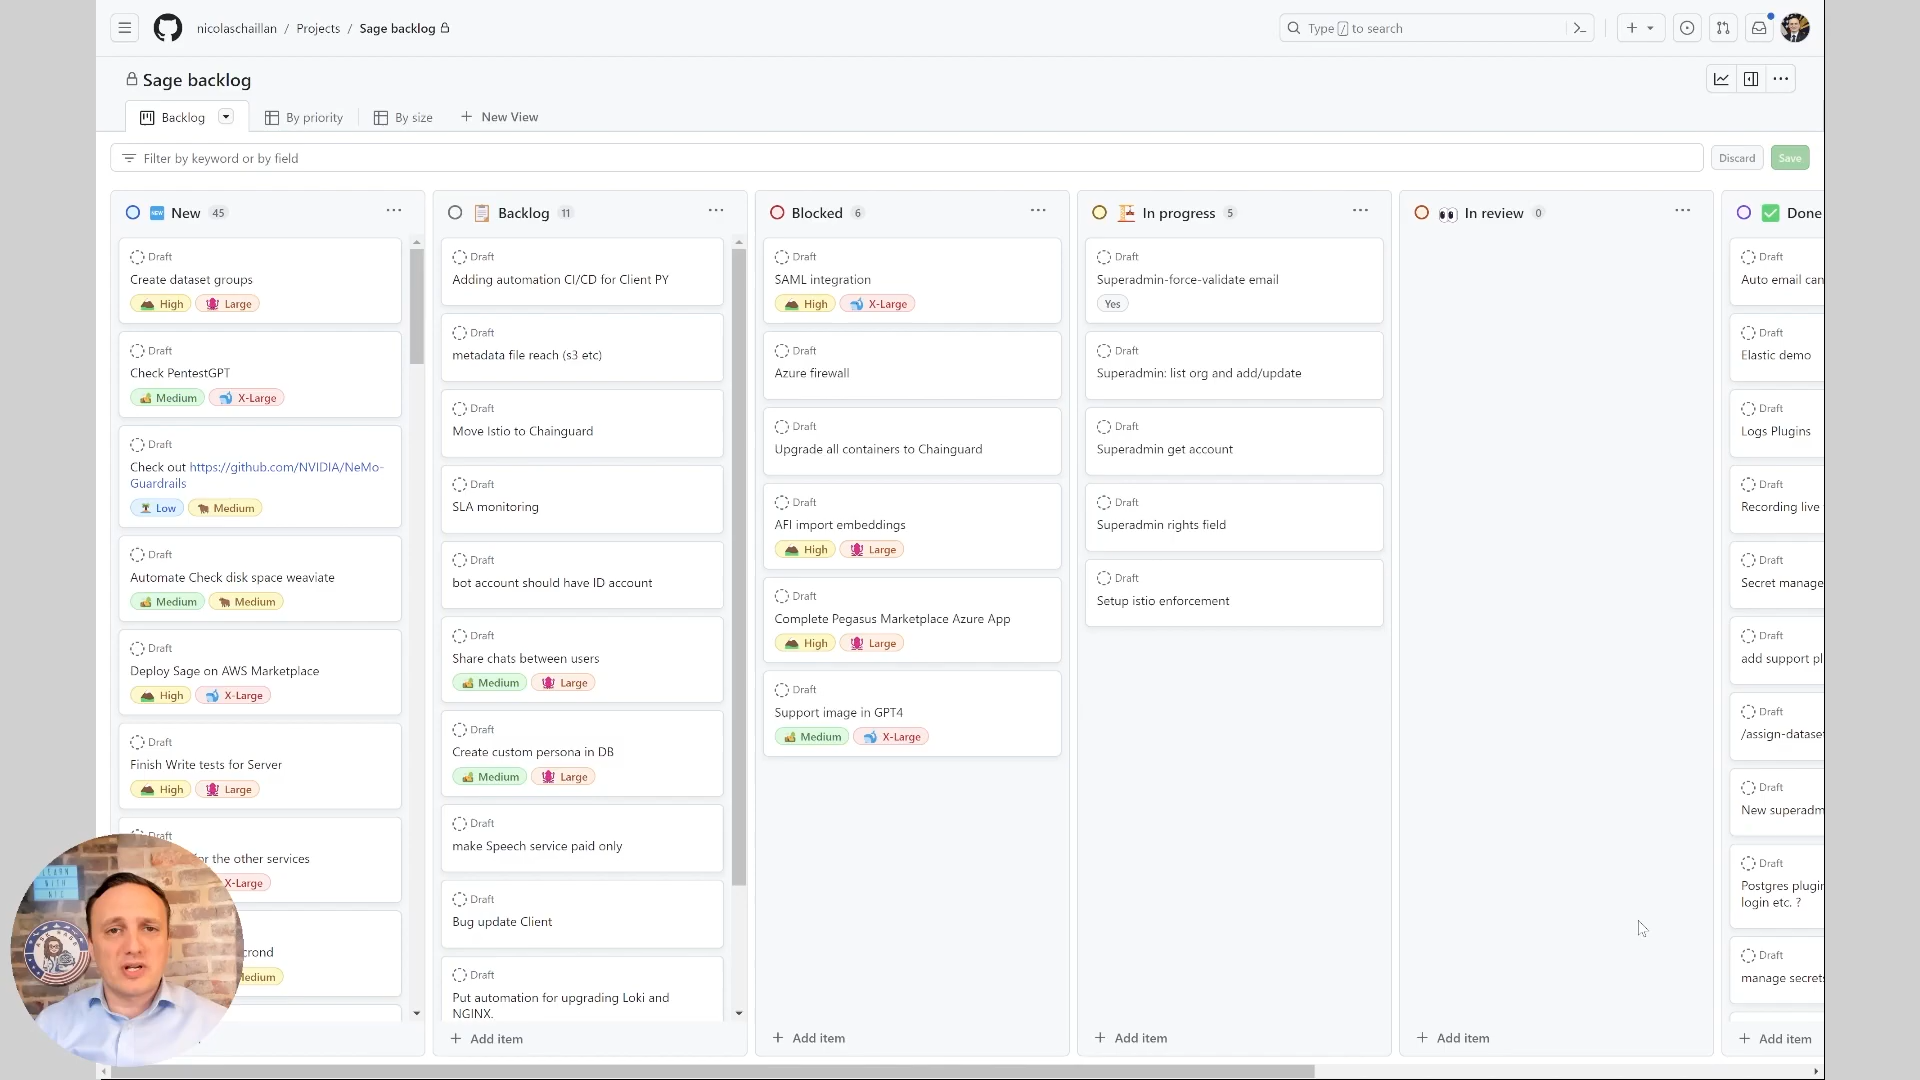 nicolaschaillan / Projects / Sage backlog
Type / to search
Sage backlog
Backlog
By priority
By size
New View
Filter by keyword or by field
Discard
Save
NEW New 45
Draft
Create dataset groups
High Large
Draft
Check PentestGPT
Medium X-Large
Draft
Check out https://github.com/NVIDIA/NeMo-
Guardrails
Low Medium
Draft
Automate Check disk space weaviate
Medium Medium
Draft
Deploy Sage on AWS Marketplace
High X-Large
Draft
Finish Write tests for Server
High Large
Draft
for the other services
X-Large
crond
Medium
LEARN
WITH
NIC
Backlog 11
Draft
Adding automation CI/CD for Client PY
Draft
metadata file reach (s3 etc)
Draft
Move Istio to Chainguard
Draft
SLA monitoring
Draft
bot account should have ID account
Draft
Share chats between users
Medium Large
Draft
Create custom persona in DB
Medium Large
Draft
make Speech service paid only
Draft
Bug update Client
Draft
Put automation for upgrading Loki and
NGINX.
+ Add item
Blocked 6
Draft
SAML integration
High X-Large
Draft
Azure firewall
Draft
Upgrade all containers to Chainguard
Draft
AFI import embeddings
High Large
Draft
Complete Pegasus Marketplace Azure App
High Large
Draft
Support image in GPT4
Medium X-Large
+ Add item
In progress 5
Draft
Superadmin-force-validate email
Yes
Draft
Superadmin: list org and add/update
Draft
Superadmin get account
Draft
Superadmin rights field
Draft
Setup istio enforcement
+ Add item
In review 0
+ Add item
Done
Draft
Auto email can
Draft
Elastic demo
Draft
Logs Plugins
Draft
Recording live
Draft
Secret manage
Draft
add support pl
Draft
/assign-dataset
Draft
New superadm
Draft
Postgres plugin
login etc. ?
Draft
manage secrets
+ Add item